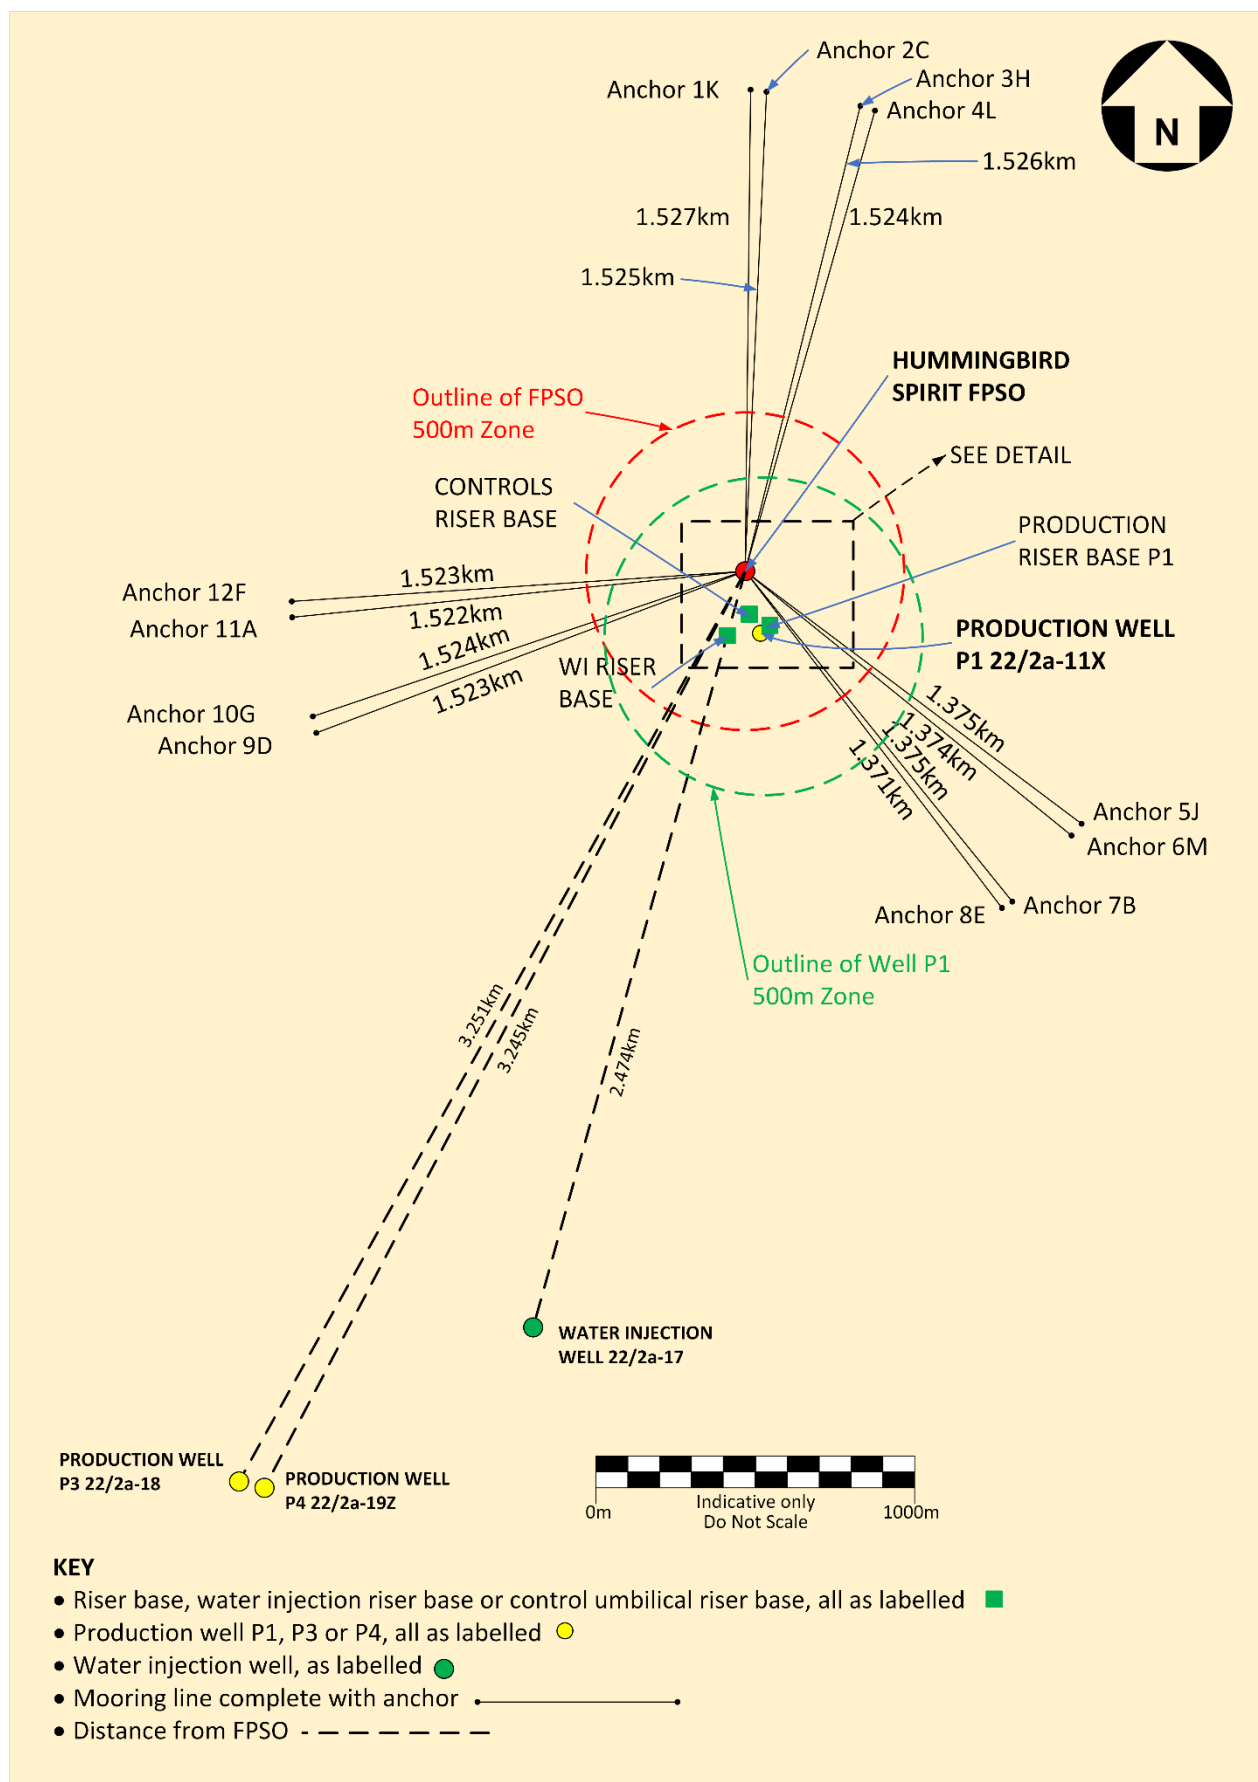 Anchor 2C
Anchor 1K
Anchor 3H
Anchor 4L
N
1.526km
1.527km
1.524km
1.525km
HUMMINGBIRD
SPIRIT FPSO
Outline of FPSO
500m Zone
SEE DETAIL
CONTROLS
RISER BASE
PRODUCTION
RISER BASE P1
Anchor 12F
1.523km
Anchor 11A
1.522km
1.524km
1.523km
PRODUCTION WELL
P1 22/2a-11X
WI RISER
BASE
Anchor 10G
Anchor 9D
1.375km
1.374km
1.375km
1.371km
Anchor 5J
Anchor 6M
Anchor 8E
Anchor 7B
Outline of Well P1
500m Zone
3.251km
3.245km
2.474km
WATER INJECTION
WELL 22/2a-17
PRODUCTION WELL
P3 22/2a-18
PRODUCTION WELL
P4 22/2a-19Z
Indicative only
Do Not Scale
0m
1000m
KEY
• Riser base, water injection riser base or control umbilical riser base, all as labelled
• Production well P1, P3 or P4, all as labelled
• Water injection well, as labelled
• Mooring line complete with anchor
• Distance from FPSO